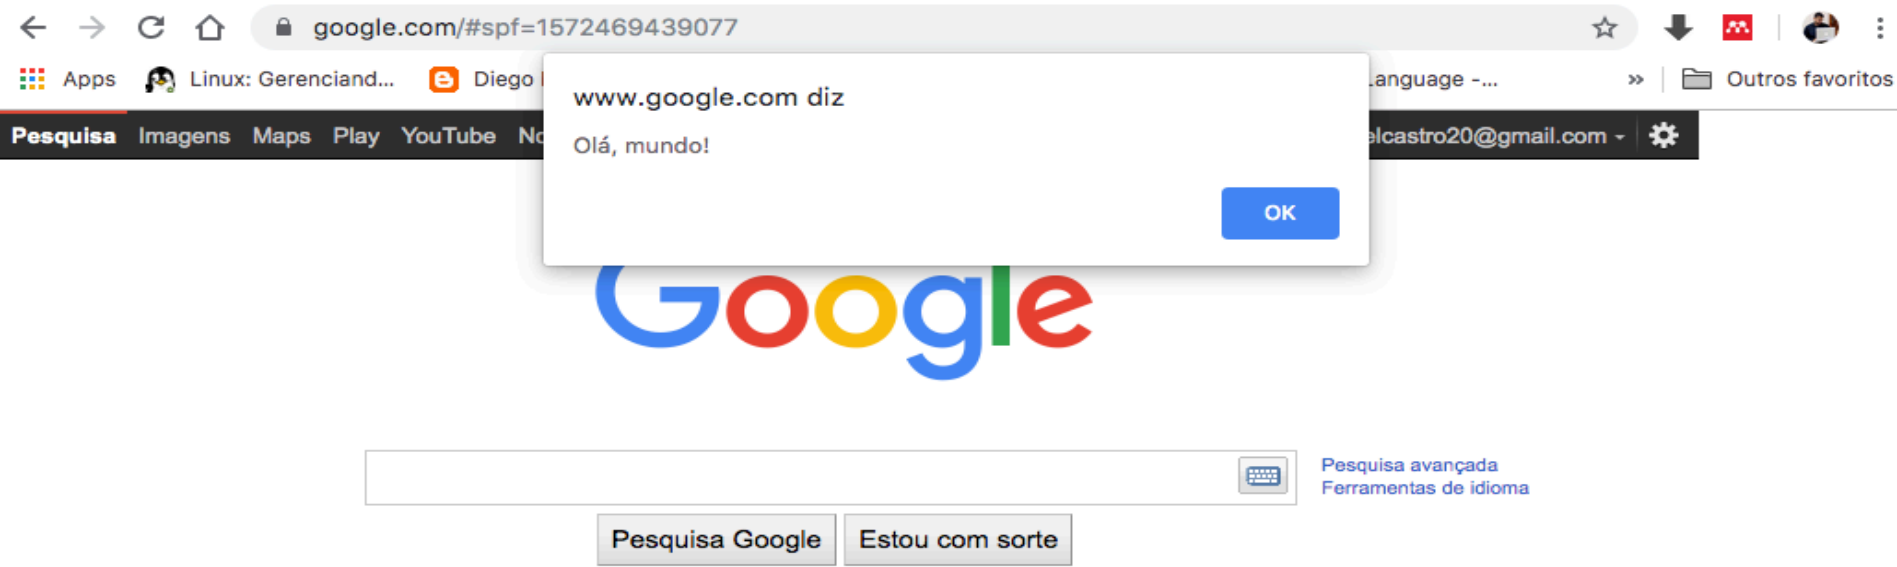 google.com/#spf=1572469439077
Apps Linux: Gerenciand... Diego Language -... » Outros favoritos
www.google.com diz
Olá, mundo!
OK
Pesquisa Imagens Maps Play YouTube elcastro20@gmail.com
Google
Pesquisa avançada
Ferramentas de idioma
Pesquisa Google Estou com sorte